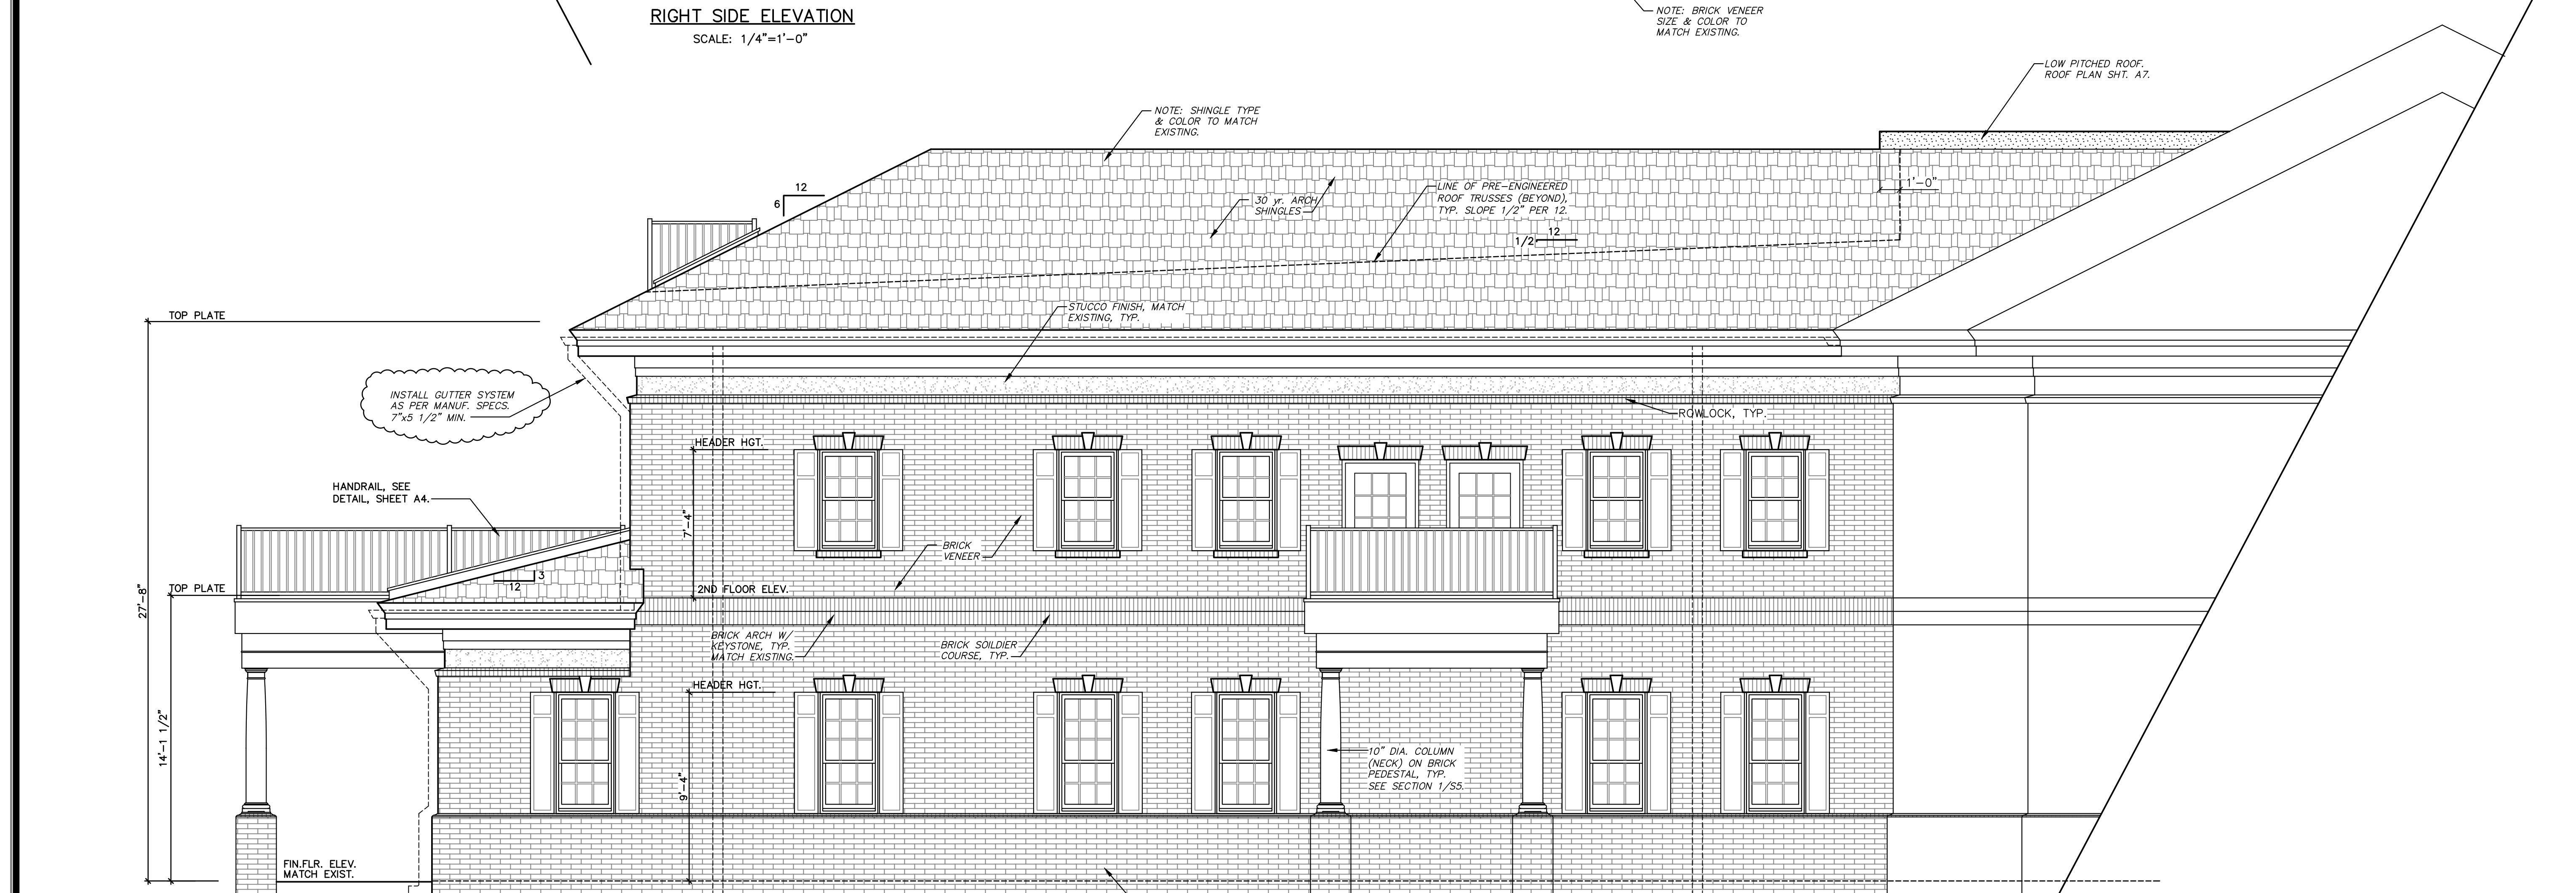 RIGHT SIDE ELEVATION
SCALE: 1/4"=1'-0"
NOTE: BRICK VENEER
SIZE & COLOR TO
MATCH EXISTING.
LOW PITCHED ROOF.
ROOF PLAN SHT. A7.
NOTE: SHINGLE TYPE
& COLOR TO MATCH
EXISTING.
12
6
30 yr. ARCH
SHINGLES
LINE OF PRE-ENGINEERED
ROOF TRUSSES (BEYOND),
TYP. SLOPE 1/2" PER 12.
12
1/2
1'-0"
STUCCO FINISH, MATCH
EXISTING, TYP.
TOP PLATE
INSTALL GUTTER SYSTEM
AS PER MANUF. SPECS.
7"x5 1/2" MIN.
ROWLOCK, TYP.
HEADER HGT.
HANDRAIL, SEE
DETAIL, SHEET A4.
7'-4"
BRICK
VENEER
3
12
TOP PLATE
2ND FLOOR ELEV.
27'-8"
BRICK ARCH W/
KEYSTONE, TYP.
MATCH EXISTING.
BRICK SOILDIER
COURSE, TYP.
HEADER HGT.
14'-1 1/2"
9'-4"
10" DIA. COLUMN
(NECK) ON BRICK
PEDESTAL, TYP.
SEE SECTION 1/S5.
FIN.FLR. ELEV.
MATCH EXIST.